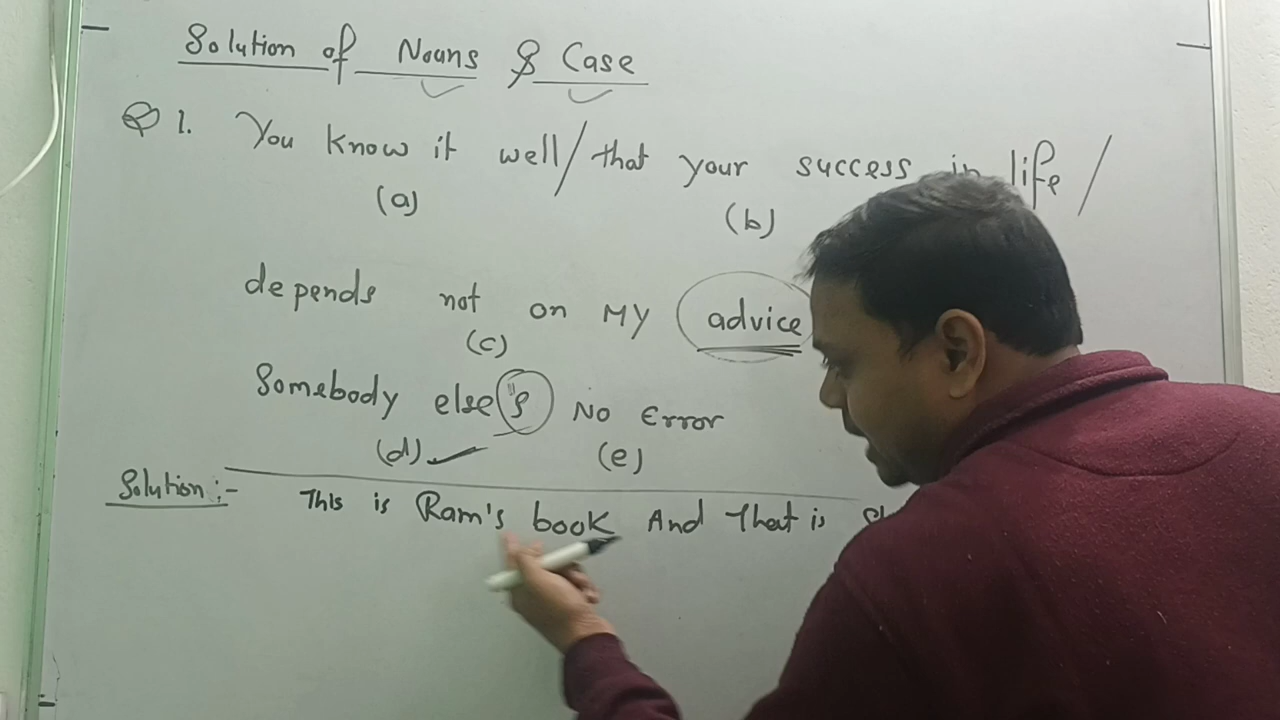 Solution of Nouns & Case
Q 1. You know it well/ that your success in life /
(a) (b)
depends not on MY advice
(c)
Somebody else's No Error
(d) (e)
Solution :- This is Ram's book And That is